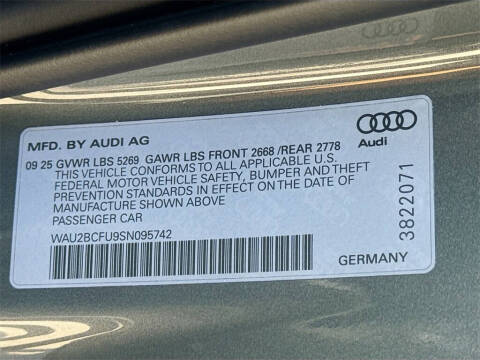 MFD. BY AUDI AG
09 25 GVWR LBS 5269 GAWR LBS FRONT 2668 /REAR 2778
THIS VEHICLE CONFORMS TO ALL APPLICABLE U.S.
FEDERAL MOTOR VEHICLE SAFETY, BUMPER AND THEFT
PREVENTION STANDARDS IN EFFECT ON THE DATE OF
MANUFACTURE SHOWN ABOVE
PASSENGER CAR
WAU2BCFU9SN095742
Audi
3822071
GERMANY